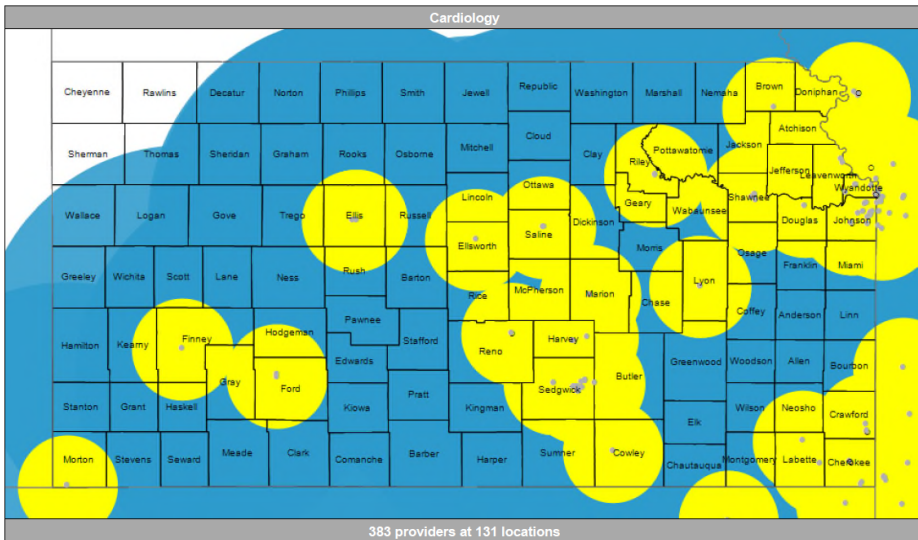 Cardiology
Cheyenne Rawlins Decatur Norton Phillips Smith Jewell Republic Washington Marshall Nemaha Brown Doniphan
Sherman Thomas Sheridan Graham Rooks Osborne Mitchell Cloud Clay Riley Pottawatomie Jackson Atchison
Jefferson Leavenworth Wyandotte
Wallace Logan Gove Trego Ellis Russell Lincoln Ottawa Saline Dickinson Geary Wabaunsee Shawnee Douglas Johnson
Ellsworth Morris Osage Franklin Miami
Greeley Wichita Scott Lane Ness Rush Barton Rice McPherson Marion Chase Lyon Coffey Anderson Linn
Hamilton Kearny Finney Hodgeman Pawnee Stafford Reno Harvey
Gray Ford Edwards Sedgwick Butler Greenwood Woodson Allen Bourbon
Stanton Grant Haskell Kiowa Pratt Kingman Elk Wilson Neosho Crawford
Morton Stevens Seward Meade Clark Comanche Barber Harper Sumner Cowley Chautauqua Montgomery Labette Cherokee
383 providers at 131 locations